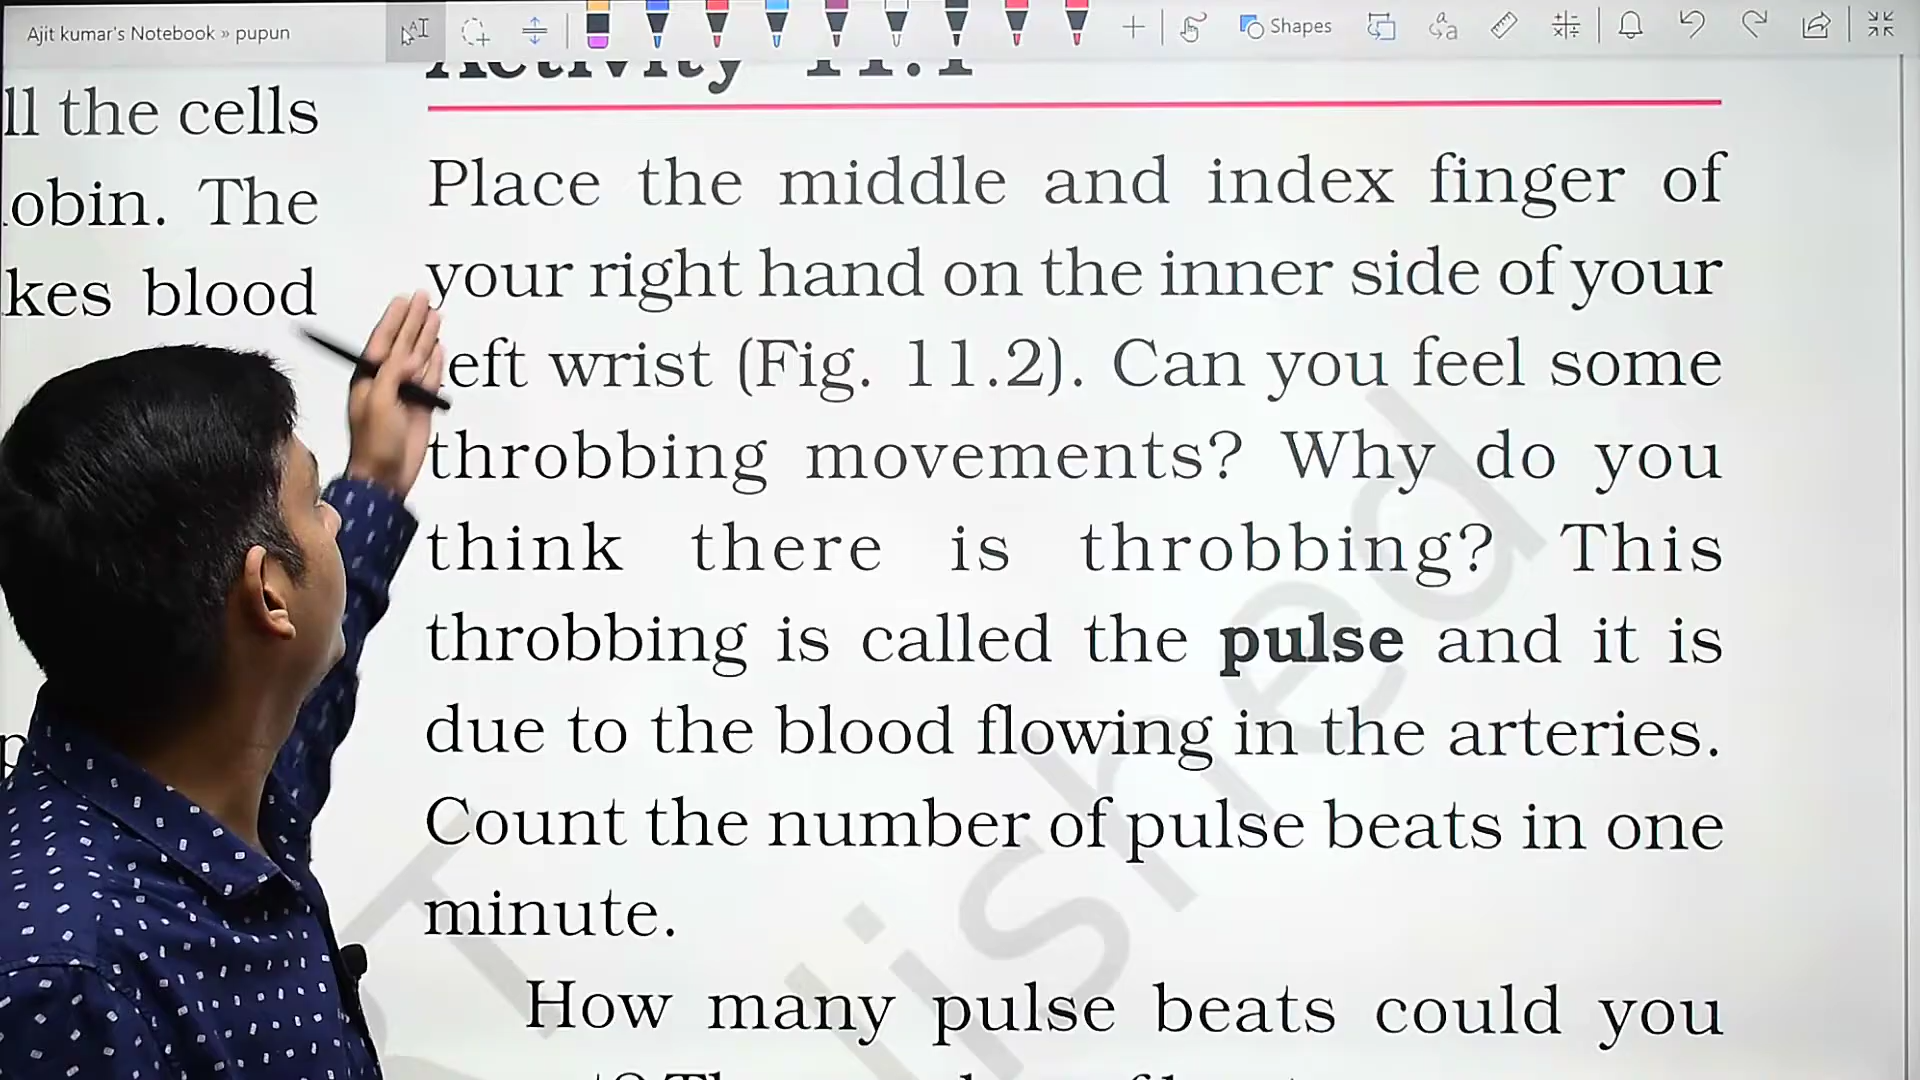 Ajit kumar's Notebook » pupun
Shapes
ll the cells
obin. The
kes blood
Activity 11.1
Place the middle and index finger of
your right hand on the inner side of your
left wrist (Fig. 11.2). Can you feel some
throbbing movements? Why do you
think there is throbbing? This
throbbing is called the pulse and it is
due to the blood flowing in the arteries.
Count the number of pulse beats in one
minute.
How many pulse beats could you